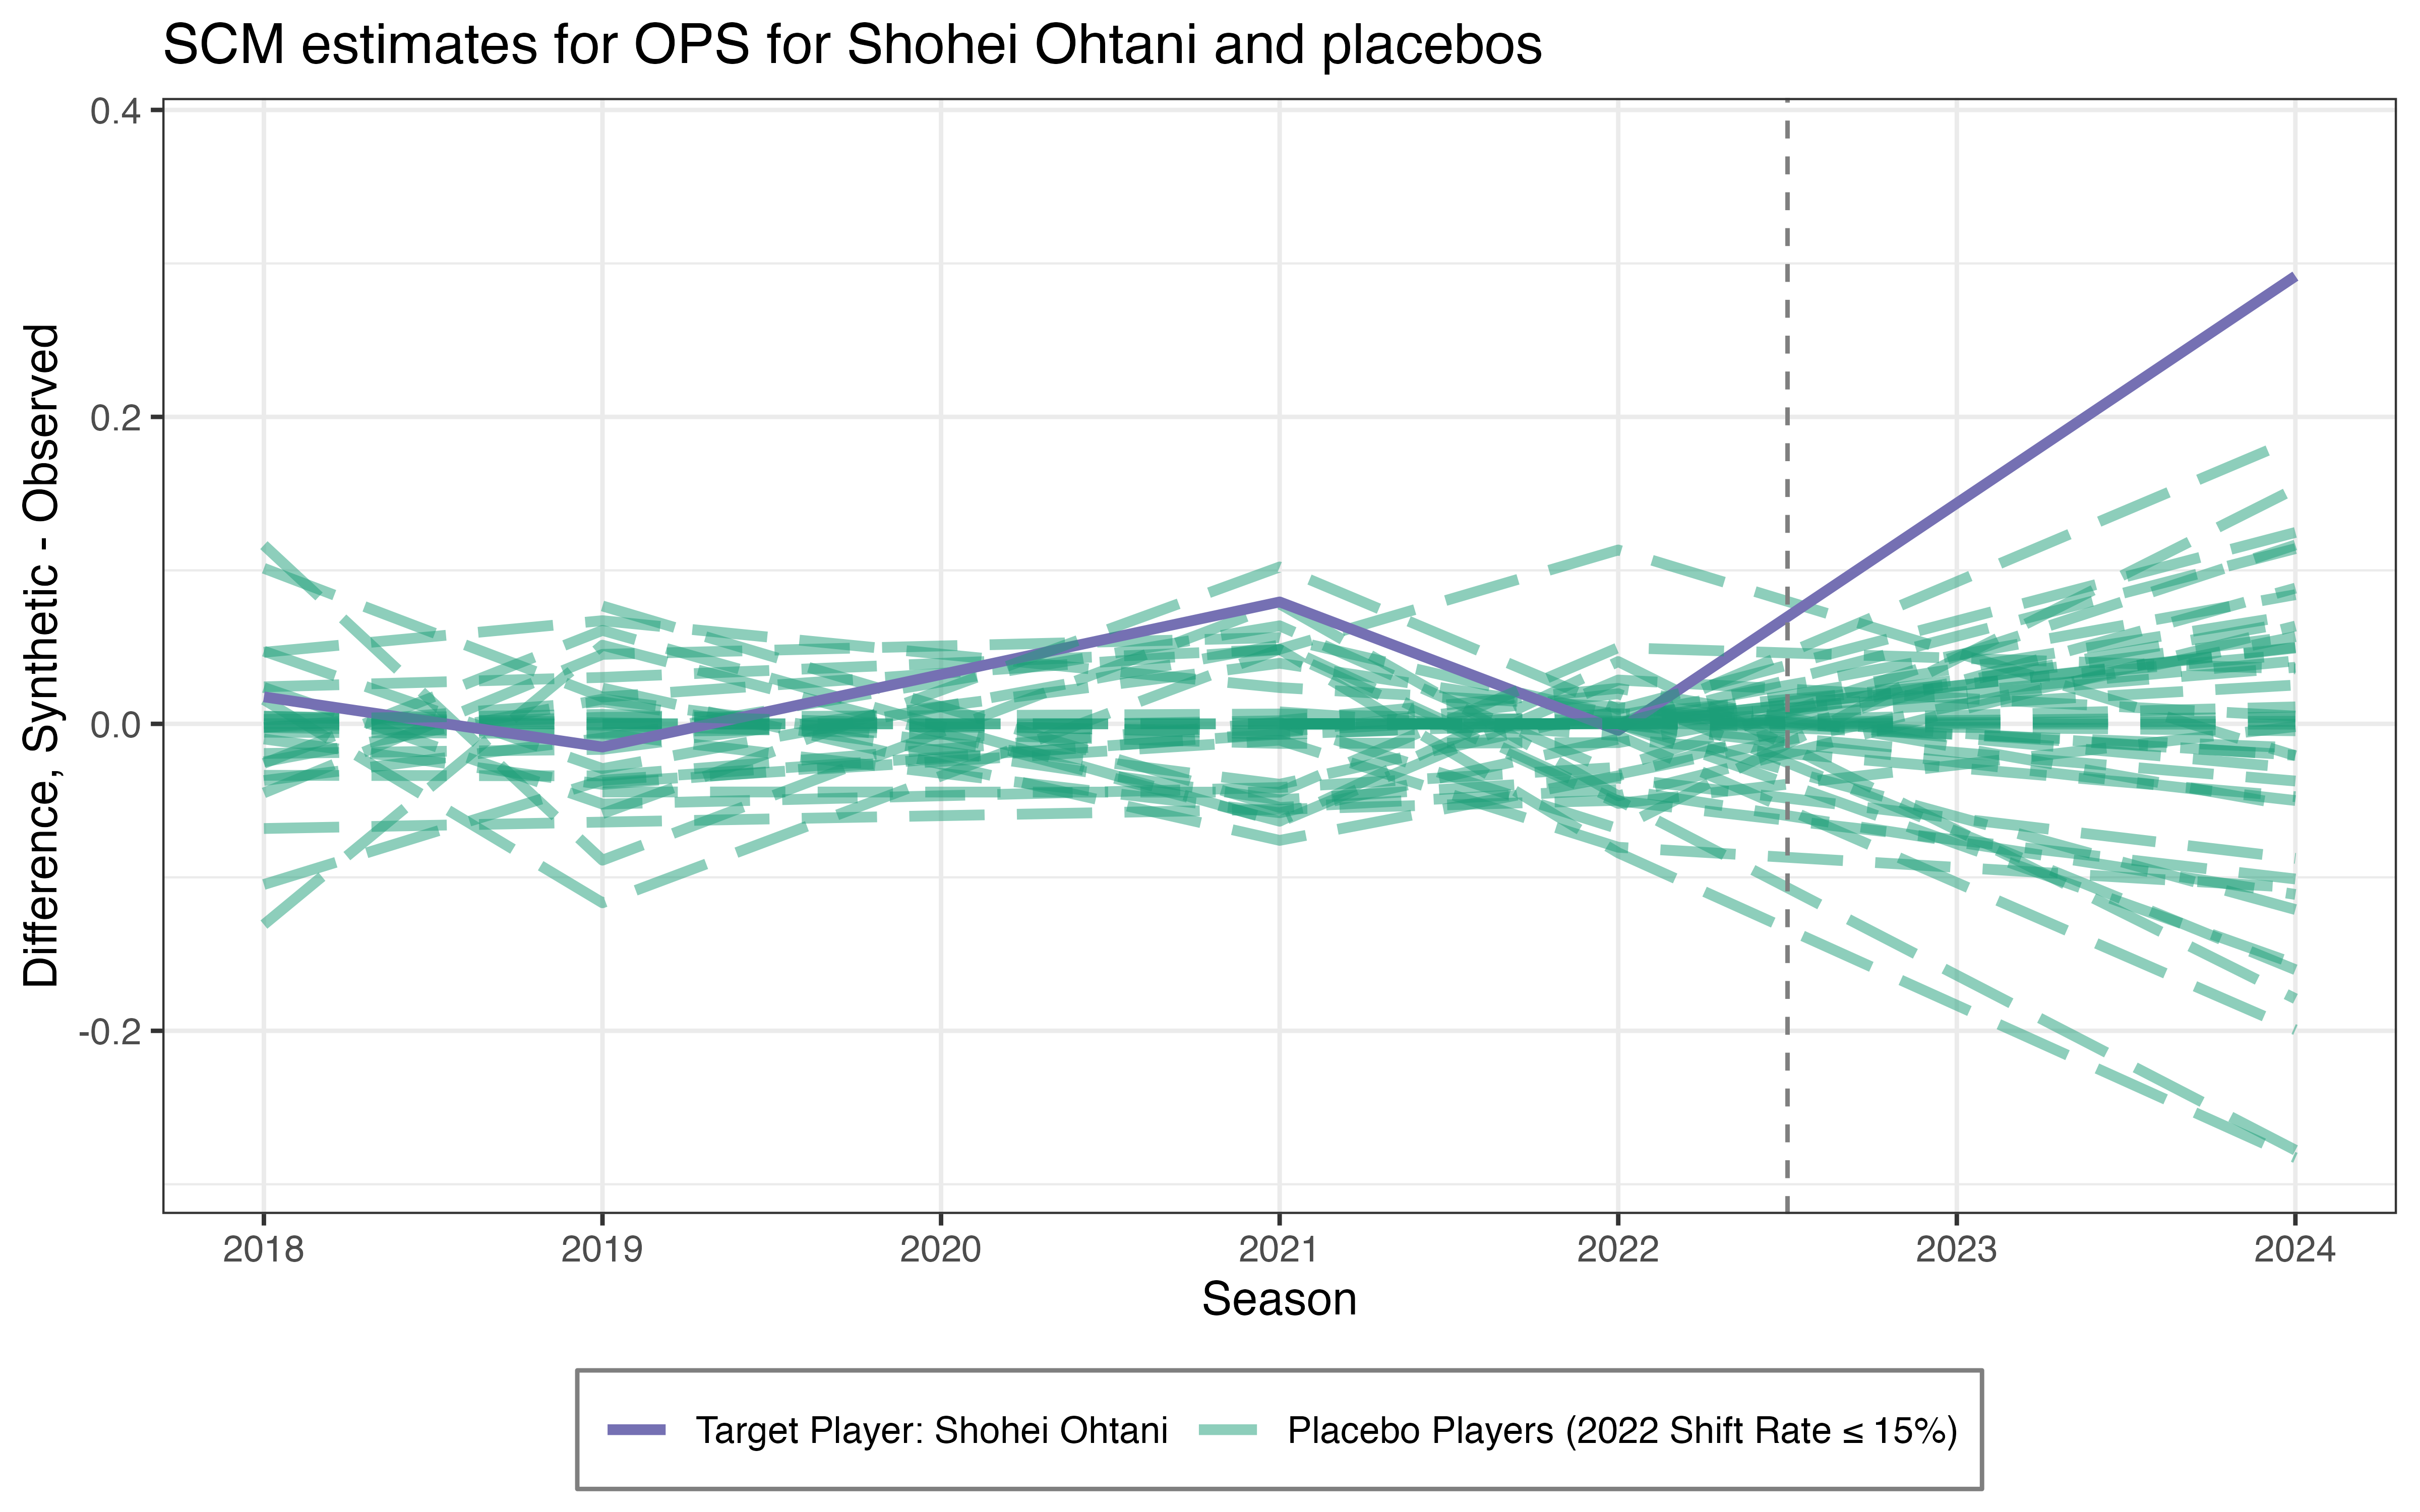 SCM estimates for OPS for Shohei Ohtani and placebos
Difference, Synthetic - Observed
0.4
0.2
0.0
-0.2
2018 2019 2020 2021 2022 2023 2024
Season
Target Player: Shohei Ohtani Placebo Players (2022 Shift Rate ≤ 15%)